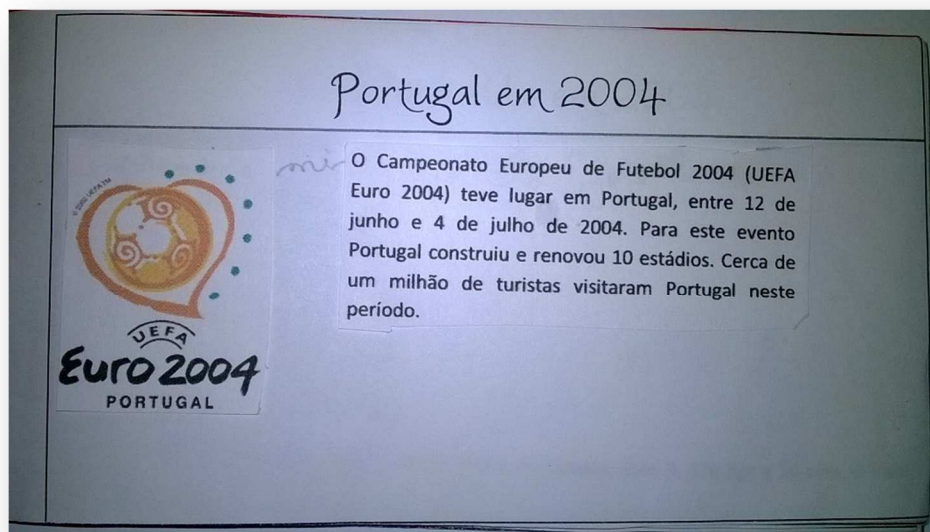 Portugal em 2004
O Campeonato Europeu de Futebol 2004 (UEFA
Euro 2004) teve lugar em Portugal, entre 12 de
junho e 4 de julho de 2004. Para este evento
Portugal construiu e renovou 10 estádios. Cerca de
um milhão de turistas visitaram Portugal neste
período.
UEFA
Euro 2004
PORTUGAL